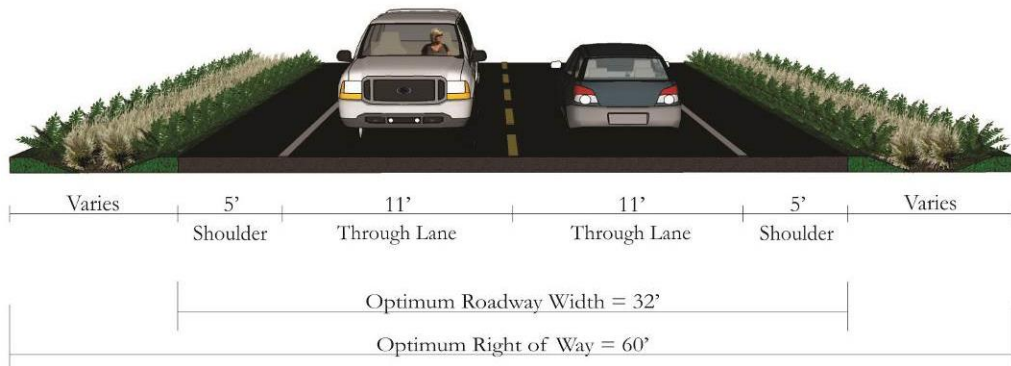 Varies 5’ 11’ 11’ 5’ Varies
Shoulder Through Lane Through Lane Shoulder
Optimum Roadway Width = 32’
Optimum Right of Way = 60’